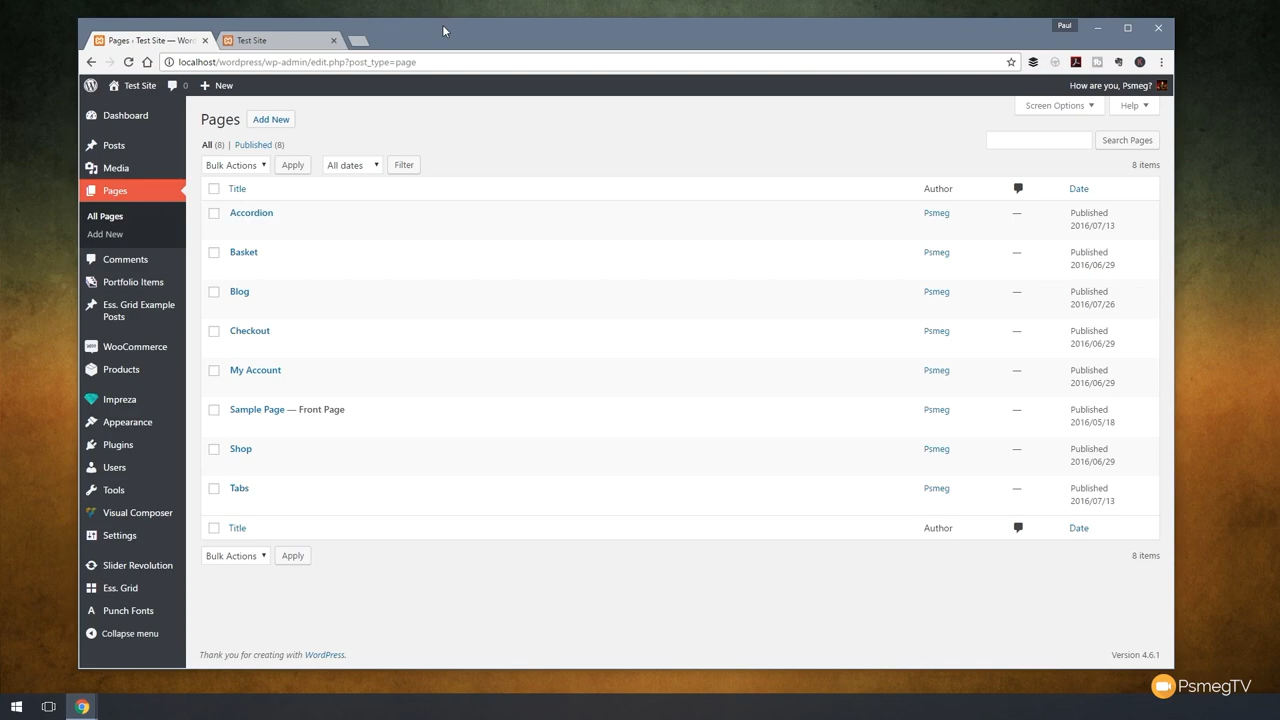 Paul
Pages ‹ Test Site — Word
Test Site
localhost/wordpress/wp-admin/edit.php?post_type=page
Test Site
0
New
How are you, Psmeg?
Dashboard
Posts
Media
Pages
All Pages
Add New
Comments
Portfolio Items
Ess. Grid Example
Posts
WooCommerce
Products
Impreza
Appearance
Plugins
Users
Tools
Visual Composer
Settings
Slider Revolution
Ess. Grid
Punch Fonts
Collapse menu
Screen Options
Help
Pages
Add New
All (8) | Published (8)
Search Pages
Bulk Actions
Apply
All dates
Filter
8 items
Title
Author
Date
Accordion
Psmeg
—
Published
2016/07/13
Basket
Psmeg
—
Published
2016/06/29
Blog
Psmeg
—
Published
2016/07/26
Checkout
Psmeg
—
Published
2016/06/29
My Account
Psmeg
—
Published
2016/06/29
Sample Page — Front Page
Psmeg
—
Published
2016/05/18
Shop
Psmeg
—
Published
2016/06/29
Tabs
Psmeg
—
Published
2016/07/13
Title
Author
Date
Bulk Actions
Apply
8 items
Thank you for creating with WordPress.
Version 4.6.1
PsmegTV